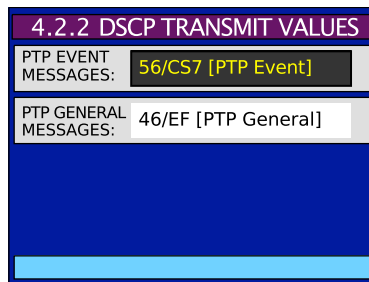 4.2.2 DSCP TRANSMIT VALUES
PTP EVENT
MESSAGES:
56/CS7 [PTP Event]
PTP GENERAL
MESSAGES:
46/EF [PTP General]